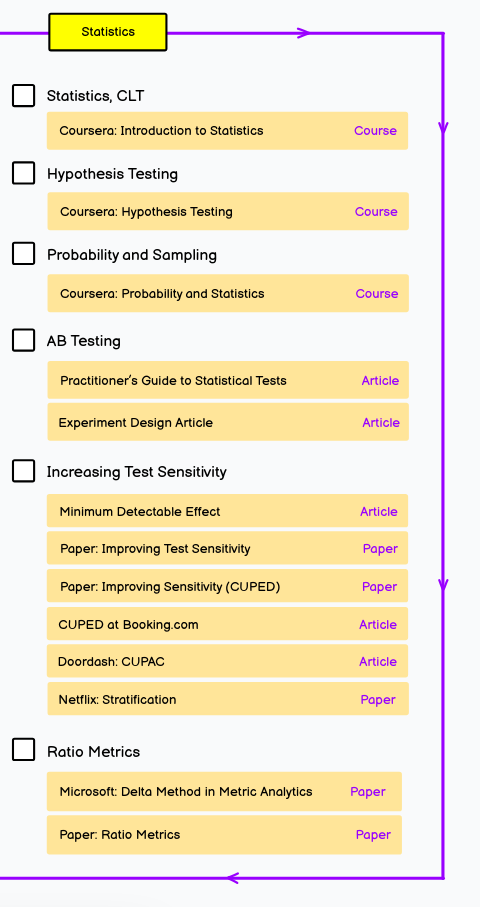 Statistics
Statistics, CLT
Coursera: Introduction to Statistics Course
Hypothesis Testing
Coursera: Hypothesis Testing Course
Probability and Sampling
Coursera: Probability and Statistics Course
AB Testing
Practitioner's Guide to Statistical Tests Article
Experiment Design Article Article
Increasing Test Sensitivity
Minimum Detectable Effect Article
Paper: Improving Test Sensitivity Paper
Paper: Improving Sensitivity (CUPED) Paper
CUPED at Booking.com Article
Doordash: CUPAC Article
Netflix: Stratification Paper
Ratio Metrics
Microsoft: Delta Method in Metric Analytics Paper
Paper: Ratio Metrics Paper